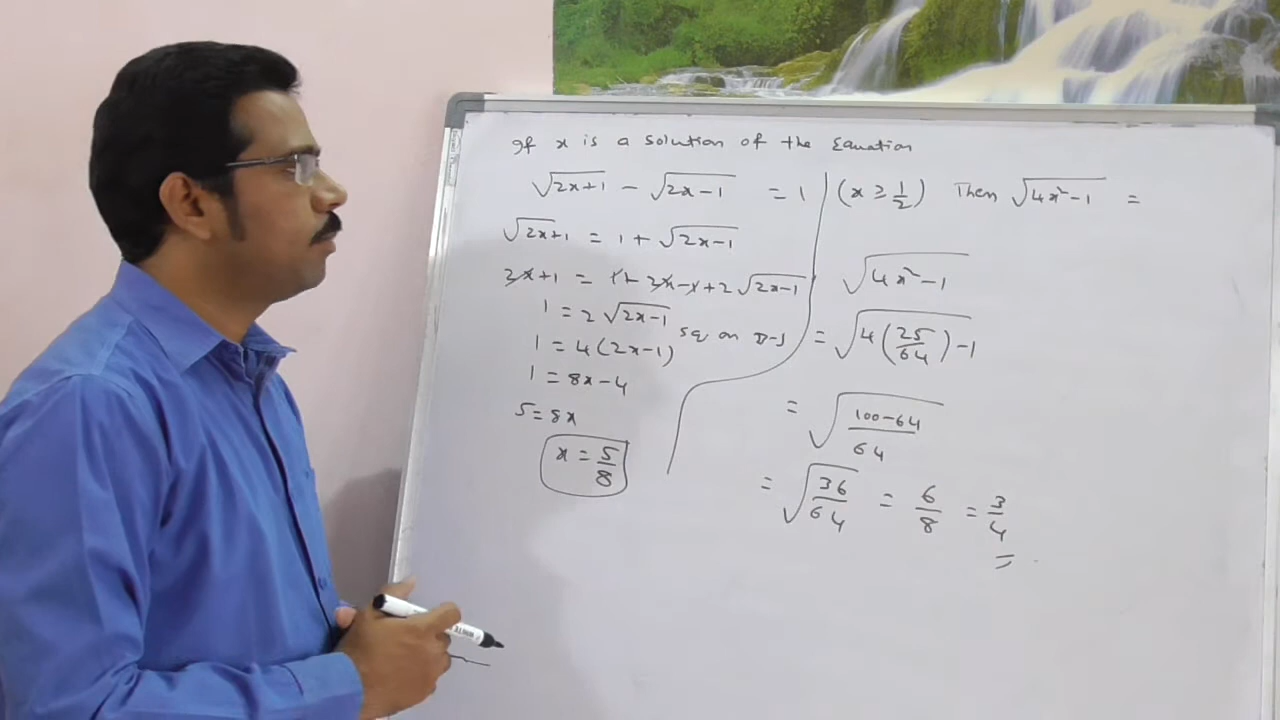 If x is a solution of the Equation
√(2x+1) - √(2x-1) = 1 (x ≥ 1/2) Then √(4x²-1) =
√(2x+1) = 1 + √(2x-1)
2x+1 = 1+2x-1+2√(2x-1)
1 = 2√(2x-1)
1 = 4(2x-1) sq on
1 = 8x-4
5 = 8x
x = 5/8
√(4x²-1)
= √(4(25/64)-1)
= √((100-64)/64)
= √(36/64) = 6/8 = 3/4